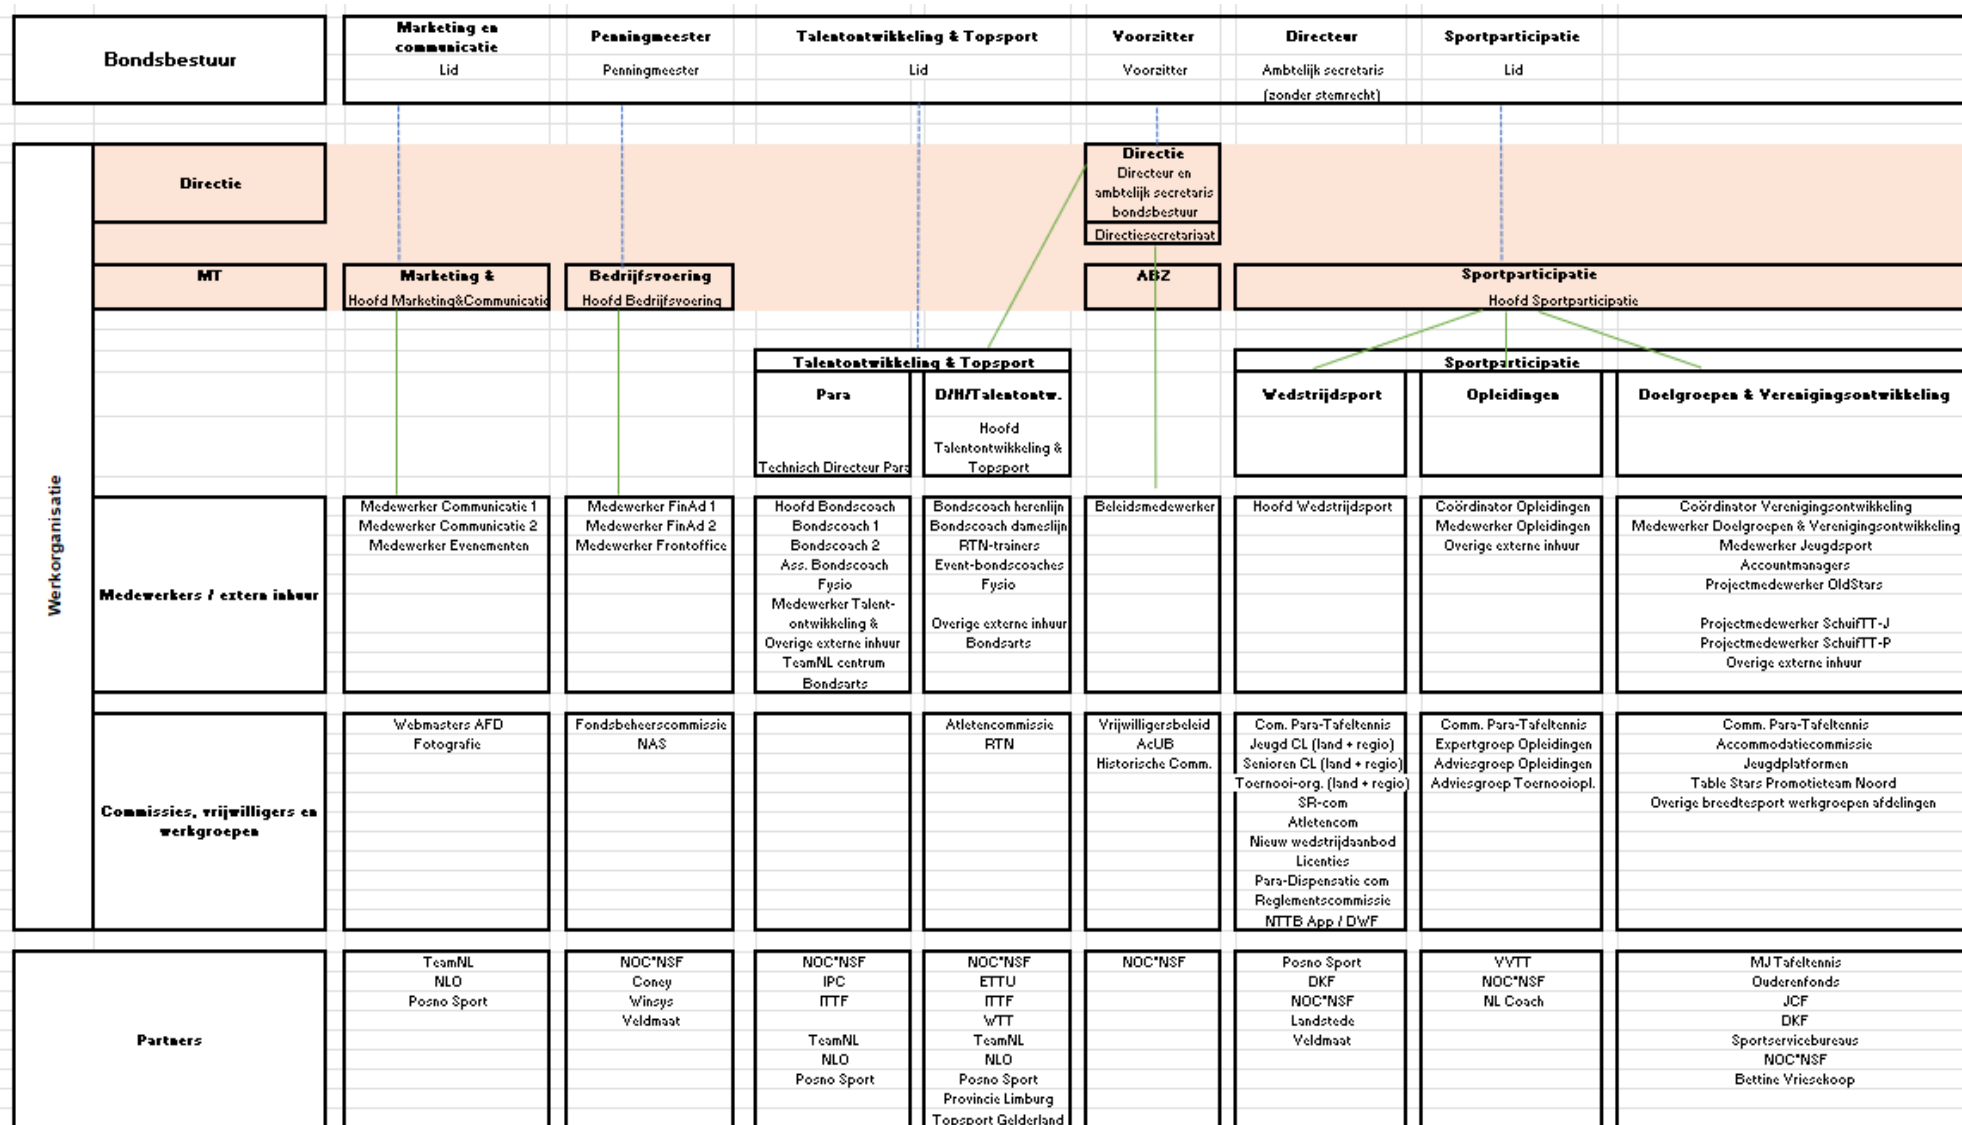 Bondsbestuur
Marketing en
communicatie
Lid
Penningmeester
Penningmeester
Talentontwikkeling & Topsport
Lid
Voorzitter
Voorzitter
Directeur
Ambtelijk secretaris
(zonder stemrecht)
Sportparticipatie
Lid
Werkorganisatie
Directie
Directie
Directeur en
ambtelijk secretaris
bondsbestuur
Directiesecretariaat
MT
Marketing &
Hoofd Marketing&Communicatie
Bedrijfsvoering
Hoofd Bedrijfsvoering
ABZ
Sportparticipatie
Hoofd Sportparticipatie
Talentontwikkeling & Topsport
Para
Technisch Directeur Para
D/H/Talentontw.
Hoofd
Talentontwikkeling &
Topsport
Sportparticipatie
Wedstrijdsport
Opleidingen
Doelgroepen & Verenigingsontwikkeling
Medewerkers / extern inhuur
Medewerker Communicatie 1
Medewerker Communicatie 2
Medewerker Evenementen
Medewerker FinAd 1
Medewerker FinAd 2
Medewerker Frontoffice
Hoofd Bondscoach
Bondscoach 1
Bondscoach 2
Ass. Bondscoach
Fysio
Medewerker Talent-
ontwikkeling &
Overige externe inhuur
TeamNL centrum
Bondsarts
Bondscoach herenlijn
Bondscoach dameslijn
RTN-trainers
Event-bondscoaches
Fysio
Overige externe inhuur
Bondsarts
Beleidsmedewerker
Hoofd Wedstrijdsport
Coördinator Opleidingen
Medewerker Opleidingen
Overige externe inhuur
Coördinator Verenigingsontwikkeling
Medewerker Doelgroepen & Verenigingsontwikkeling
Medewerker Jeugdsport
Accountmanagers
Projectmedewerker OldStars
Projectmedewerker SchuifTT-J
Projectmedewerker SchuifTT-P
Overige externe inhuur
Commissies, vrijwilligers en
werkgroepen
Webmasters AFD
Fotografie
Fondsbeheerscommissie
NAS
Atletencommissie
RTN
Vrijwilligersbeleid
AcUB
Historische Comm.
Com. Para-Tafeltennis
Jeugd CL (land + regio)
Senioren CL (land + regio)
Toernooi-org. (land + regio)
SR-com
Atletencom
Nieuw wedstrijdaanbod
Licenties
Para-Dispensatie com
Reglementscommissie
NTTB App / DWF
Comm. Para-Tafeltennis
Expertgroep Opleidingen
Adviesgroep Opleidingen
Adviesgroep Toernooiopl.
Comm. Para-Tafeltennis
Accommodatiecommissie
Jeugdplatformen
Table Stars Promotieteam Noord
Overige breedtesport werkgroepen afdelingen
Partners
TeamNL
NLO
Posno Sport
NOC*NSF
Coney
Winsys
Veldmaat
NOC*NSF
IPC
ITTF
TeamNL
NLO
Posno Sport
NOC*NSF
ETTU
ITTF
WTT
TeamNL
NLO
Posno Sport
Provincie Limburg
Topsport Gelderland
NOC*NSF
Posno Sport
DKF
NOC*NSF
Landstede
Veldmaat
VVTT
NOC*NSF
NL Coach
MJ Tafeltennis
Ouderenfonds
JCF
DKF
Sportservicebureaus
NOC*NSF
Bettine Vriesekoop